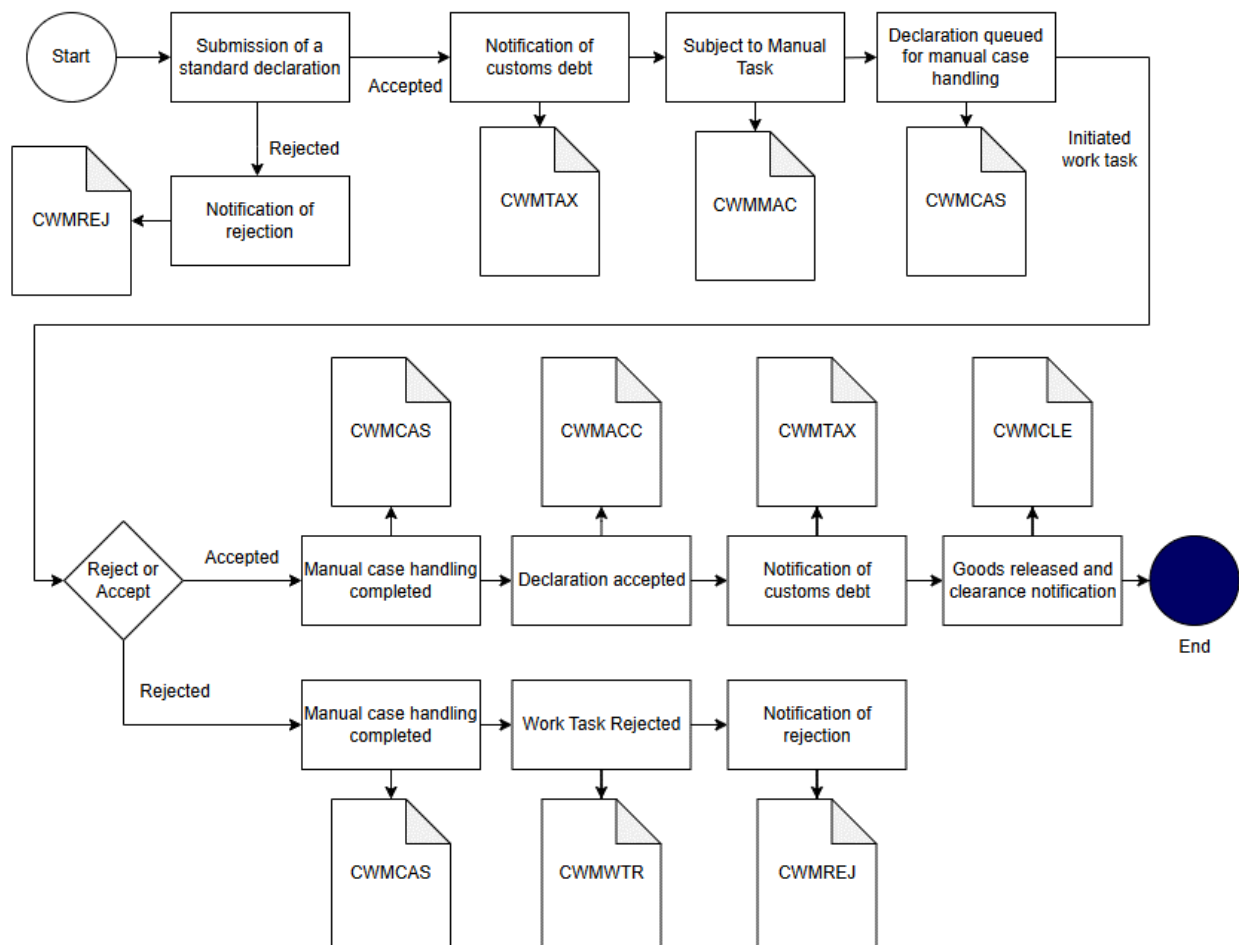 Start
Submission of a
standard declaration
Accepted
Notification of
customs debt
Subject to Manual
Task
Declaration queued
for manual case
handling
Rejected
Initiated
work task
CWMREJ
Notification of
rejection
CWMTAX
CWMMAC
CWMCAS
CWMCAS
CWMACC
CWMTAX
CWMCLE
Reject or
Accept
Accepted
Manual case handling
completed
Declaration accepted
Notification of
customs debt
Goods released and
clearance notification
End
Rejected
Manual case handling
completed
Work Task Rejected
Notification of
rejection
CWMCAS
CWMWTR
CWMREJ